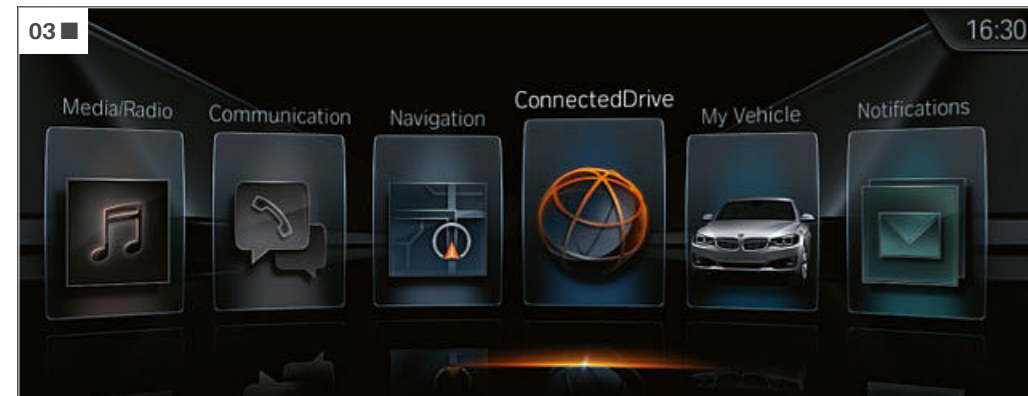 03
16:30
Media/Radio
Communication
Navigation
ConnectedDrive
My Vehicle
Notifications